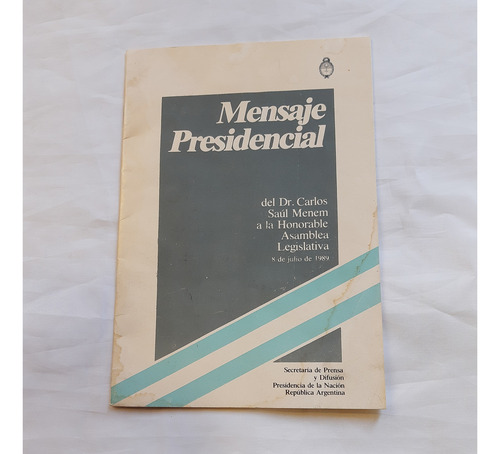 Mensaje
Presidencial
del Dr. Carlos
Saúl Menem
a la Honorable
Asamblea
Legislativa
8 de julio de 1989
Secretaria de Prensa
y Difusión
Presidencia de la Nación
República Argentina